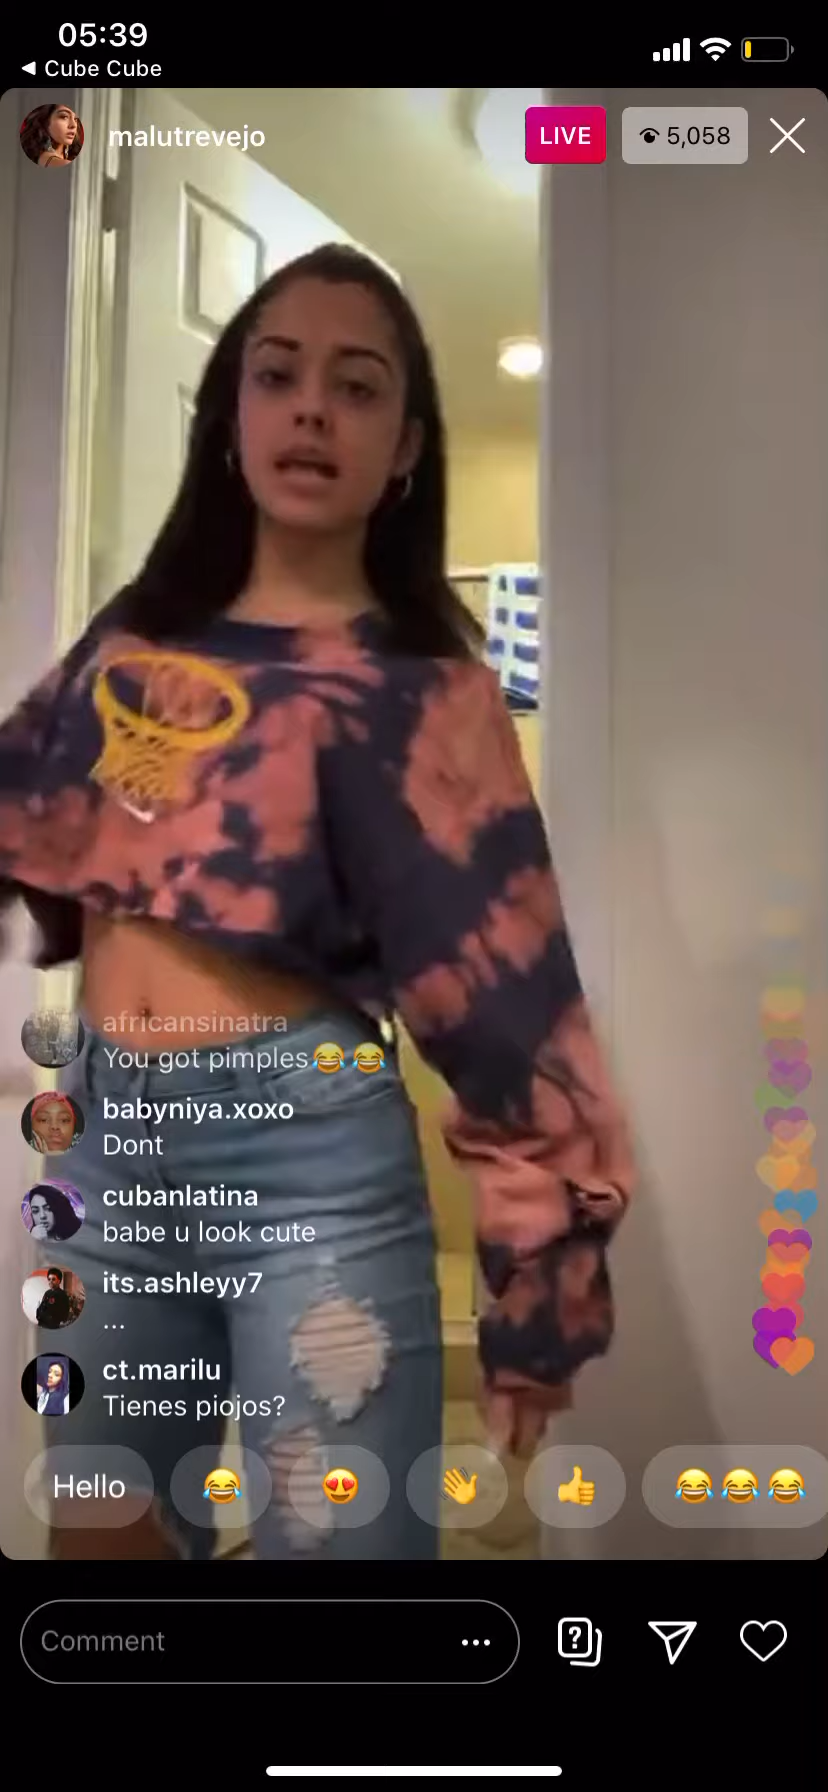 05:39
◀ Cube Cube
malutrevejo
LIVE
5,058
africansinatra
You got pimples😂😂
babyniya.xoxo
Dont
cubanlatina
babe u look cute
its.ashleyy7
...
ct.marilu
Tienes piojos?
Hello 😂 😍 👋 👍 😂😂😂
Comment